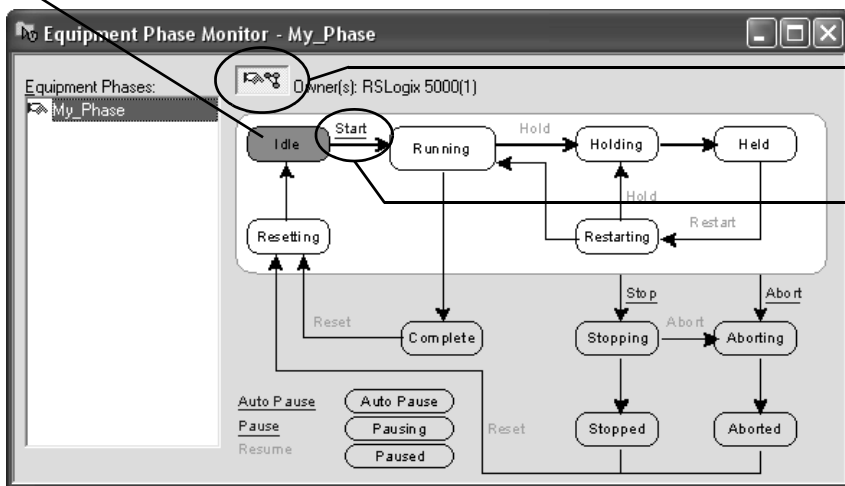 Equipment Phase Monitor - My_Phase
Equipment Phases:
Owner(s): RSLogix 5000(1)
My_Phase
Idle
Start
Running
Hold
Holding
Held
Hold
Resetting
Restarting
Restart
Stop
Abort
Reset
Complete
Stopping
Abort
Aborting
Auto Pause
Auto Pause
Pause
Pausing
Reset
Stopped
Aborted
Resume
Paused